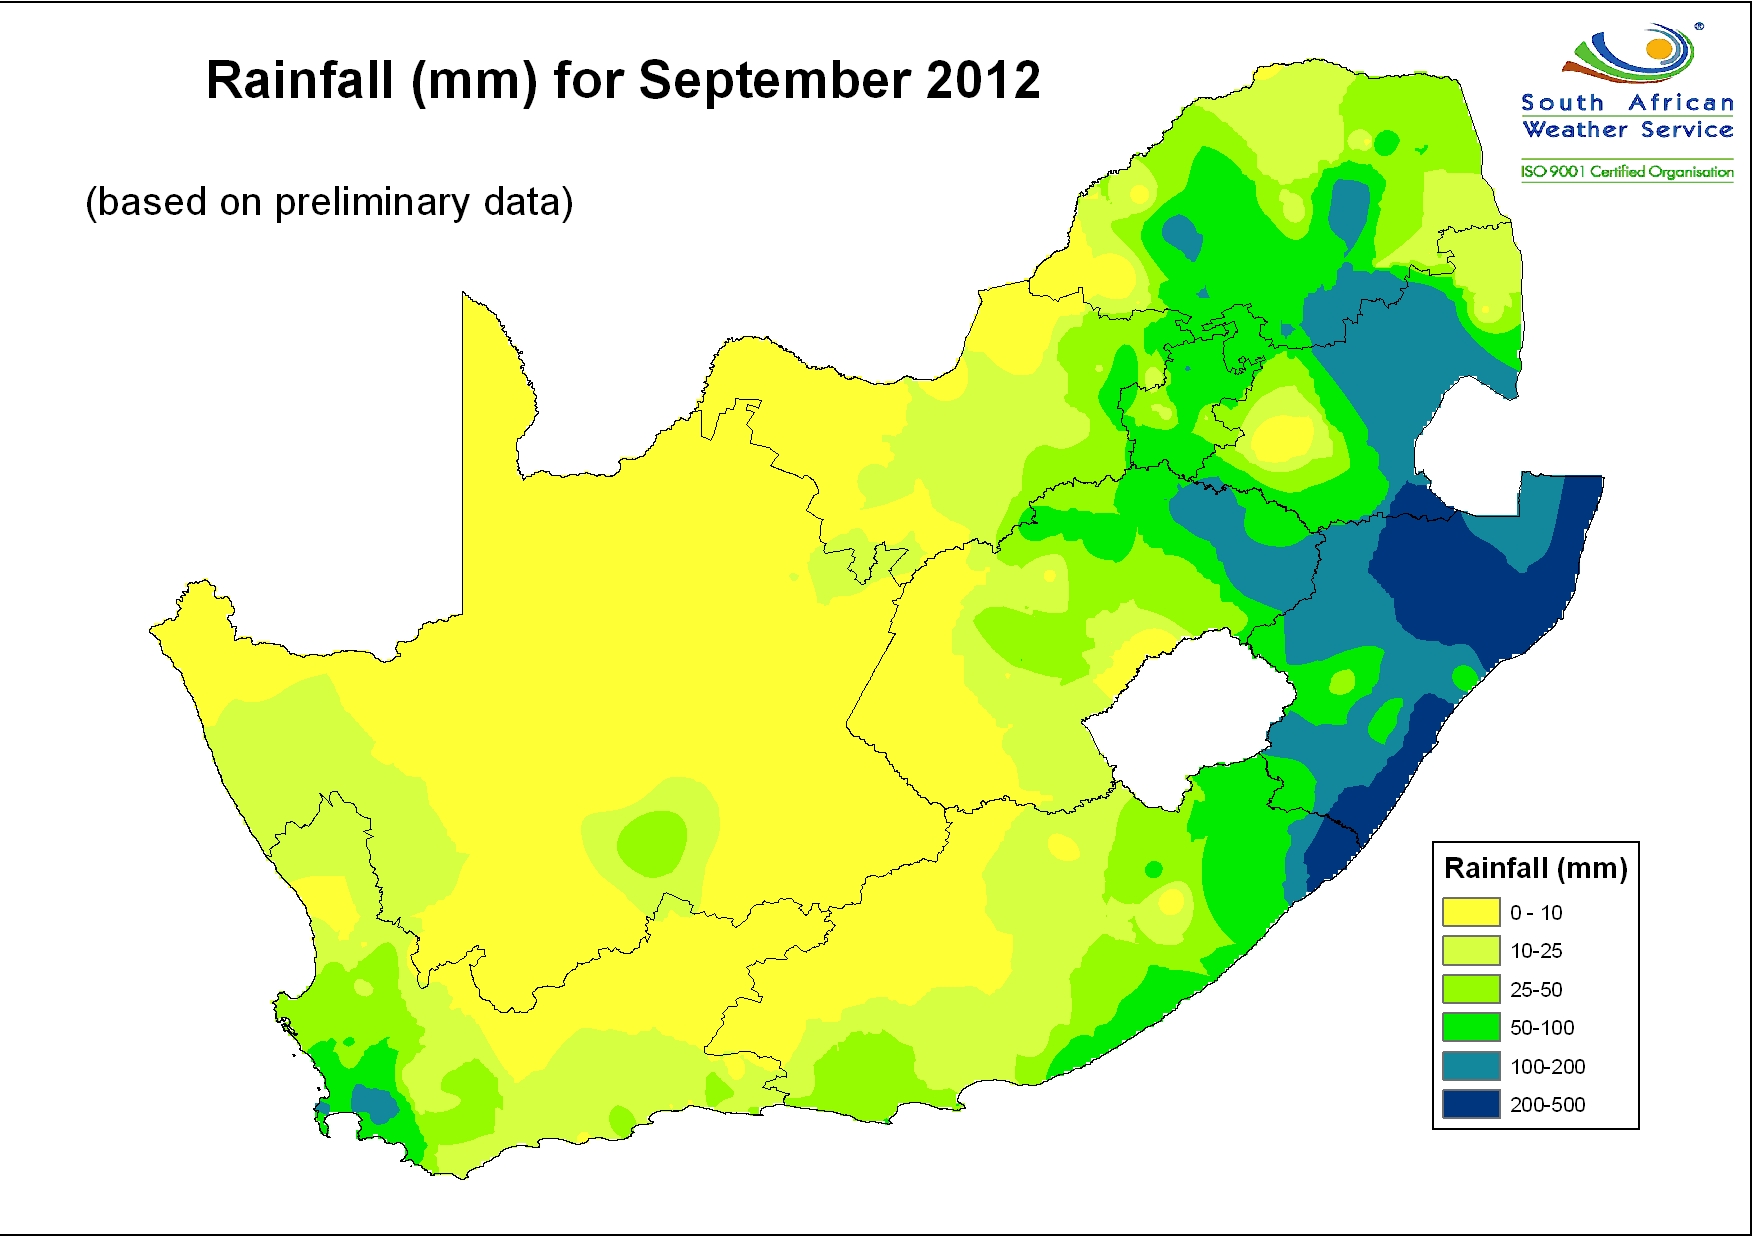 Rainfall (mm) for September 2012
(based on preliminary data)
®
South African
Weather Service
ISO 9001 Certified Organisation
Rainfall (mm)
0 - 10
10-25
25-50
50-100
100-200
200-500